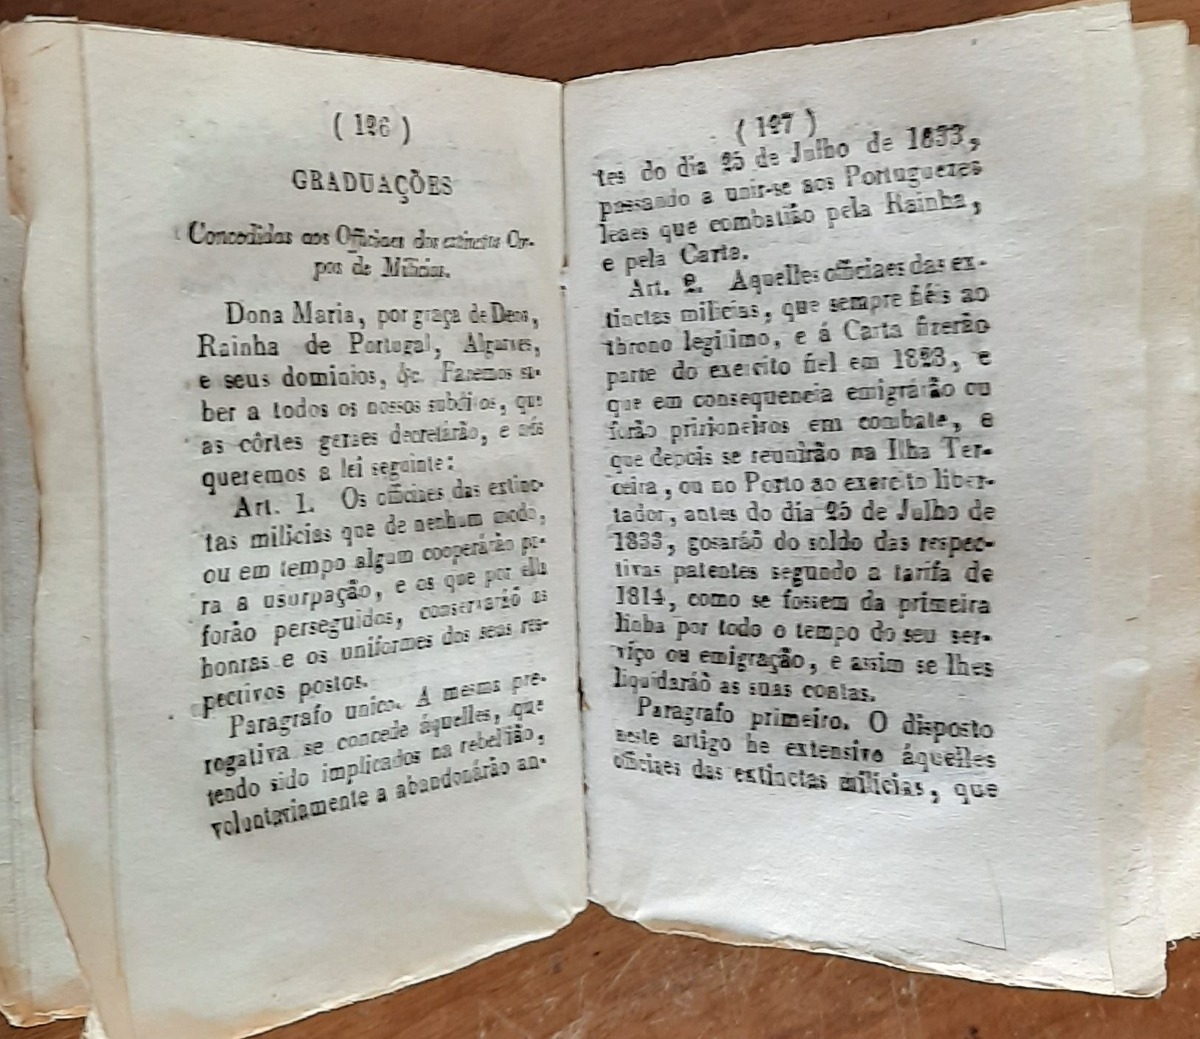 ( 126 )
GRADUAÇÕES
Concedidas aos Officiaes dos extinctos Cor-
pos de Milicias.
Dona Maria, por graça de Deos,
Rainha de Portugal, Algarves,
e seus dominios, &c. Fazemos sa-
ber a todos os nossos subditos, que
as côrtes geraes decretárão, e nós
queremos a lei seguinte:
Art. 1. Os officiaes das extinc-
tas milicias que de nenhum modo,
ou em tempo algum cooperárão pa-
ra a usurpação, e os que por ella
forão perseguidos, conservaráõ as
honras e os uniformes dos seus res-
pectivos postos.
Paragrafo unico. A mesma pre-
rogativa se concede áquelles, que
tendo sido implicados na rebelião,
voluntariamente a abandonárão an-
( 127 )
tes do dia 25 de Julho de 1833,
passando a unir-se aos Portuguezes
leaes que combatião pela Rainha,
e pela Carta.
Art. 2. Aquelles officiaes das ex-
tinctas milicias, que sempre fiéis ao
throno legitimo, e á Carta fizerão
parte do exercito fiel em 1823, e
que em consequencia emigrárão ou
forão prizioneiros em combate, e
que depois se reunirão na Ilha Ter-
ceira, ou no Porto ao exercito liber-
tador, antes do dia 25 de Julho de
1833, gosaráõ do soldo das respec-
tivas patentes segundo a tarifa de
1814, como se fossem da primeira
linha por todo o tempo do seu ser-
viço ou emigração, e assim se lhes
liquidaráõ as suas contas.
Paragrafo primeiro. O disposto
neste artigo he extensivo áquelles
officiaes das extinctas milicias, que